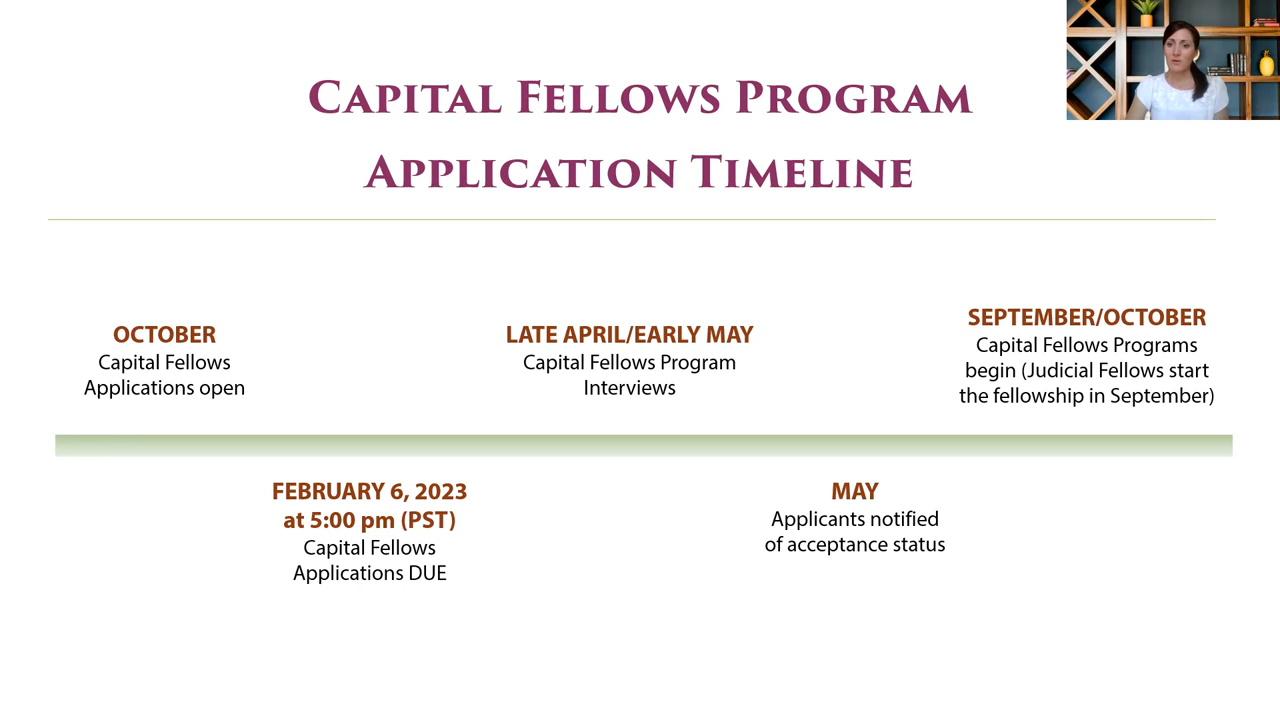 CAPITAL FELLOWS PROGRAM
APPLICATION TIMELINE
OCTOBER
Capital Fellows
Applications open
LATE APRIL/EARLY MAY
Capital Fellows Program
Interviews
SEPTEMBER/OCTOBER
Capital Fellows Programs
begin (Judicial Fellows start
the fellowship in September)
FEBRUARY 6, 2023
at 5:00 pm (PST)
Capital Fellows
Applications DUE
MAY
Applicants notified
of acceptance status